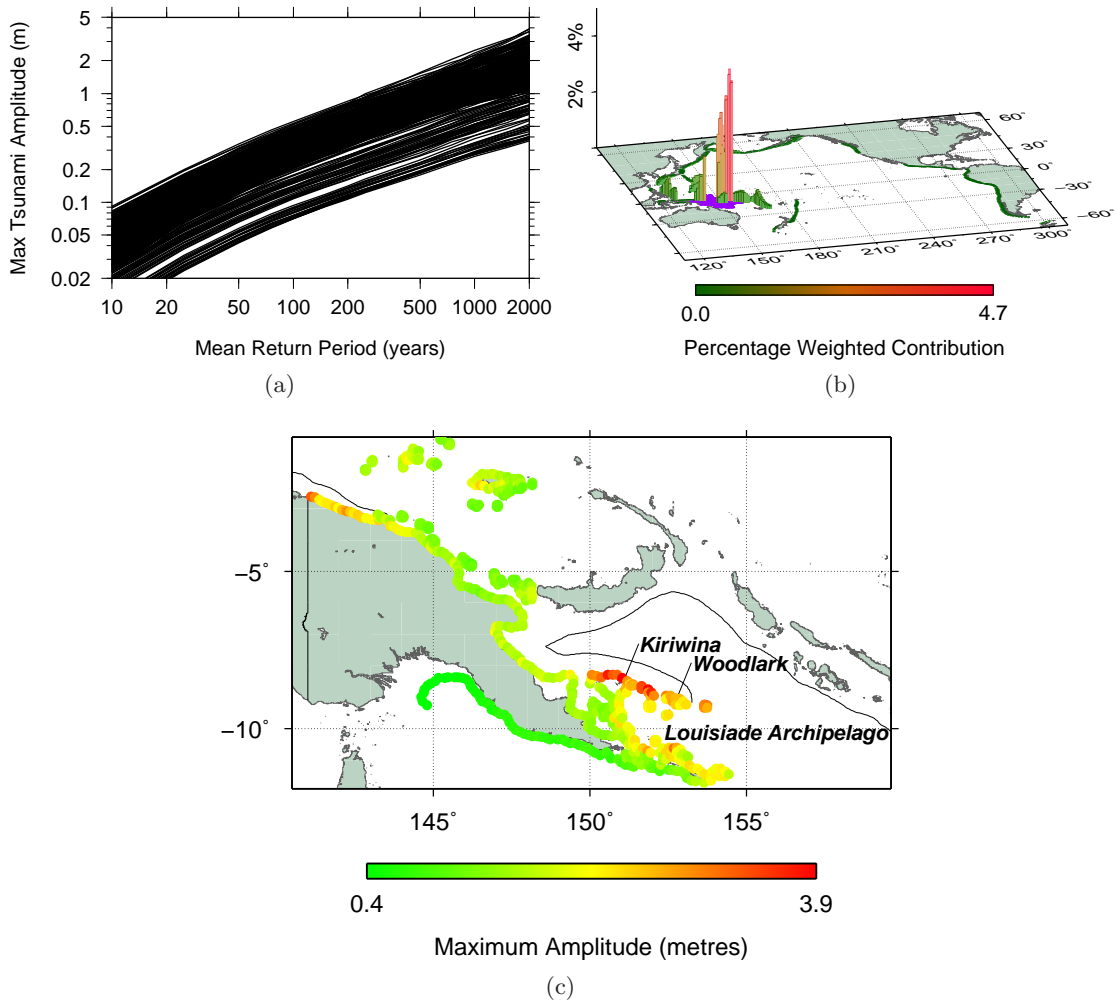 Max Tsunami Amplitude (m)
5
2
1
0.5
0.2
0.1
0.05
0.02
10 20 50 100 200 500 1000 2000
Mean Return Period (years)
(a)
4%
2%
60˚
30˚
0˚
−30˚
−60˚
120˚ 150˚ 180˚ 210˚ 240˚ 270˚ 300˚
0.0 4.7
Percentage Weighted Contribution
(b)
−5˚
−10˚
Kiriwina
Woodlark
Louisiade Archipelago
145˚ 150˚ 155˚
0.4 3.9
Maximum Amplitude (metres)
(c)